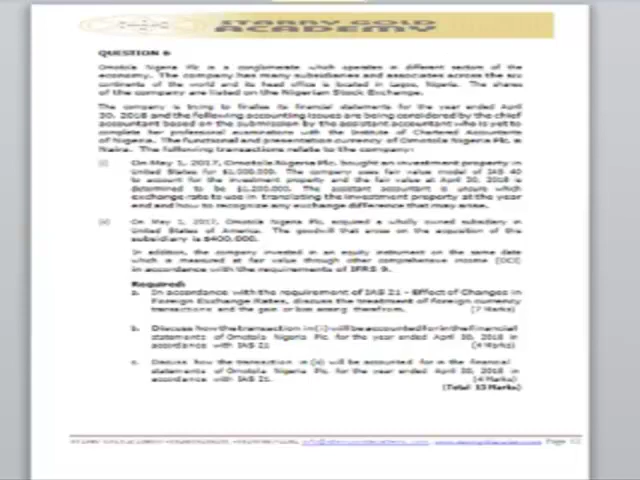 STARRY GOLD
ACADEMY
QUESTION 6
Omotola Nigeria Plc is a conglomerate which operates in different sectors of the
economy. The company has many subsidiaries and associates across the six
continents of the world and its head office is located in Lagos, Nigeria. The shares
of the company are listed on the Nigerian Stock Exchange.
The company is trying to finalise its financial statements for the year ended April
30, 2018 and the following accounting issues are being considered by the chief
accountant based on the submission by the assistant accountant who is yet to
complete her professional examinations with the Institute of Chartered Accountants
of Nigeria. The functional and presentation currency of Omotola Nigeria Plc. is
Naira. The following transactions relate to the company:
(i) On May 1, 2017, Omotola Nigeria Plc. bought an investment property in
United States for $1,000,000. The company uses fair value model of IAS 40
to account for the investment property and the fair value at April 30, 2018 is
determined to be $1,200,000. The assistant accountant is unsure which
exchange rate to use in translating the investment property at the year
end and how to recognise any exchange difference that may arise.
(ii) On May 1, 2017, Omotola Nigeria Plc. acquired a wholly owned subsidiary in
United States of America. The goodwill that arose on the acquisition of the
subsidiary is $400,000.
In addition, the company invested in an equity instrument on the same date
which is measured at fair value through other comprehensive income (OCI)
in accordance with the requirements of IFRS 9.
Required:
a. In accordance with the requirement of IAS 21 - Effect of Changes in
Foreign Exchange Rates, discuss the treatment of foreign currency
transactions and the gain or loss arising therefrom. (7 Marks)
b. Discuss how the transaction in (i) will be accounted for in the financial
statements of Omotola Nigeria Plc. for the year ended April 30, 2018 in
accordance with IAS 21 (4 Marks)
c. Discuss how the transaction in (ii) will be accounted for in the financial
statements of Omotola Nigeria Plc. for the year ended April 30, 2018 in
accordance with IAS 21. (4 Marks)
(Total 15 Marks)
Page